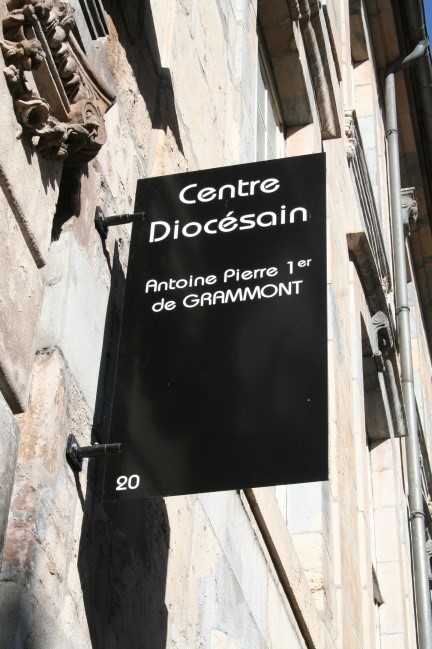 Centre
Diocésain
Antoine Pierre 1er
de GRAMMONT
20